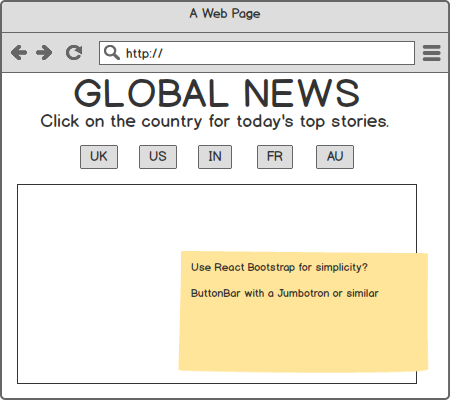 A Web Page
http://
GLOBAL NEWS
Click on the country for today's top stories.
UK US IN FR AU
Use React Bootstrap for simplicity?
ButtonBar with a Jumbotron or similar